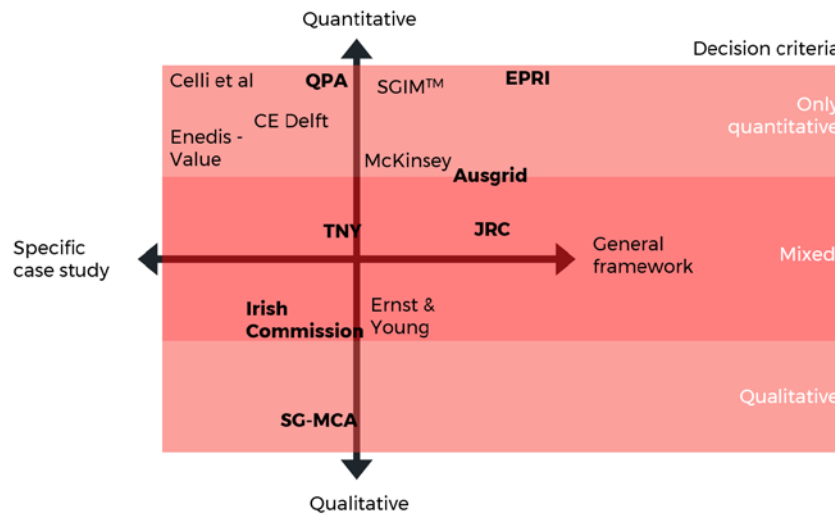 Quantitative
Decision criteria
Celli et al
QPA
SGIM™
EPRI
Only
quantitative
CE Delft
Enedis -
Value
McKinsey
Ausgrid
TNY
JRC
Specific
case study
General
framework
Mixed
Irish
Commission
Ernst &
Young
Qualitative
SG-MCA
Qualitative